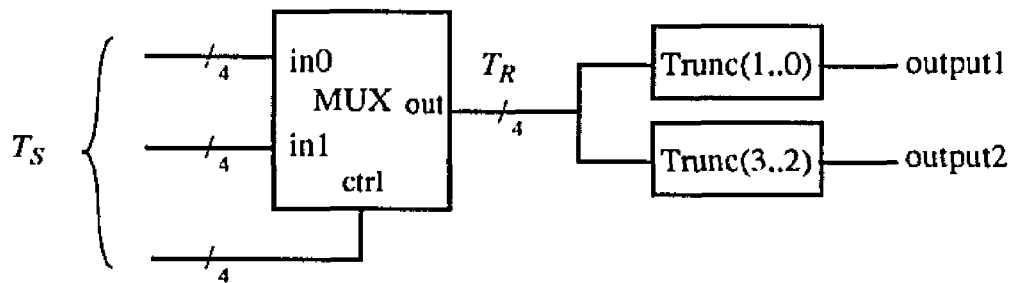 in0
4
T_R
Trunc(1..0)
output1
MUX
out
4
T_S
in1
4
Trunc(3..2)
output2
ctrl
4